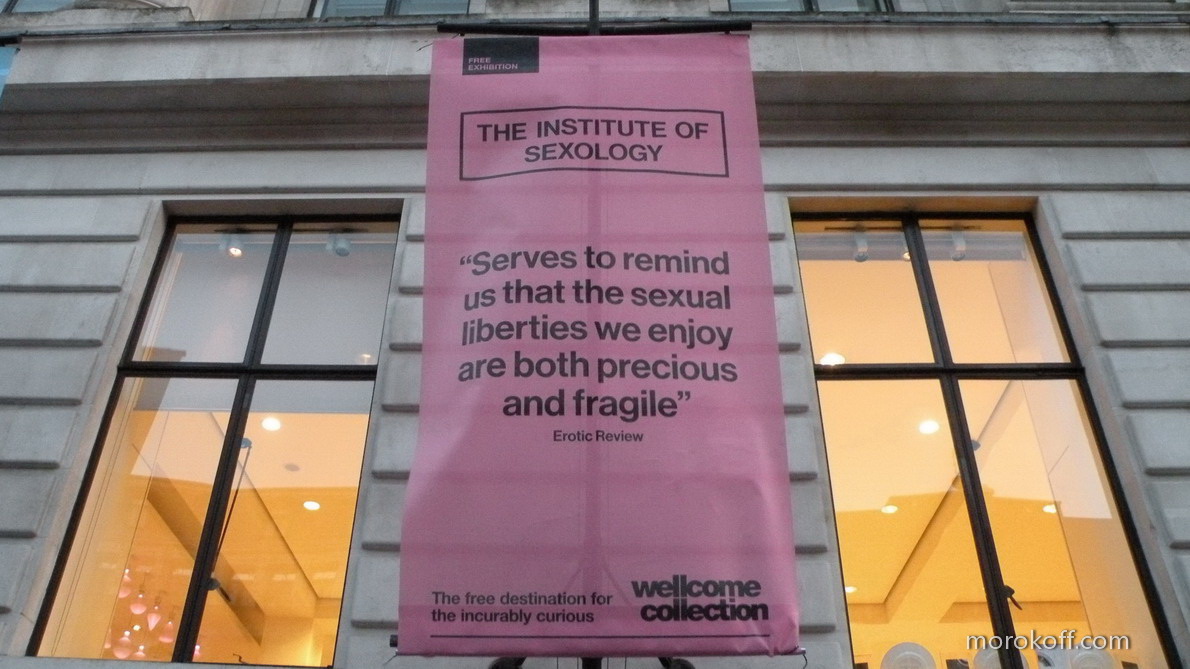 FREE
EXHIBITION
THE INSTITUTE OF
SEXOLOGY
“Serves to remind
us that the sexual
liberties we enjoy
are both precious
and fragile”
Erotic Review
The free destination for
the incurably curious
wellcome
collection
morokoff.com